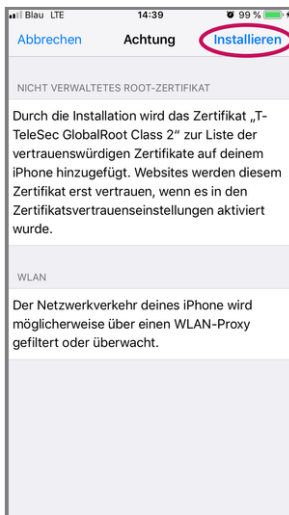 Blau LTE 14:39 99 %
Abbrechen Achtung Installieren
NICHT VERWALTETES ROOT-ZERTIFIKAT
Durch die Installation wird das Zertifikat „T-
TeleSec GlobalRoot Class 2“ zur Liste der
vertrauenswürdigen Zertifikate auf deinem
iPhone hinzugefügt. Websites werden diesem
Zertifikat erst vertrauen, wenn es in den
Zertifikatsvertrauenseinstellungen aktiviert
wurde.
WLAN
Der Netzwerkverkehr deines iPhone wird
möglicherweise über einen WLAN-Proxy
gefiltert oder überwacht.